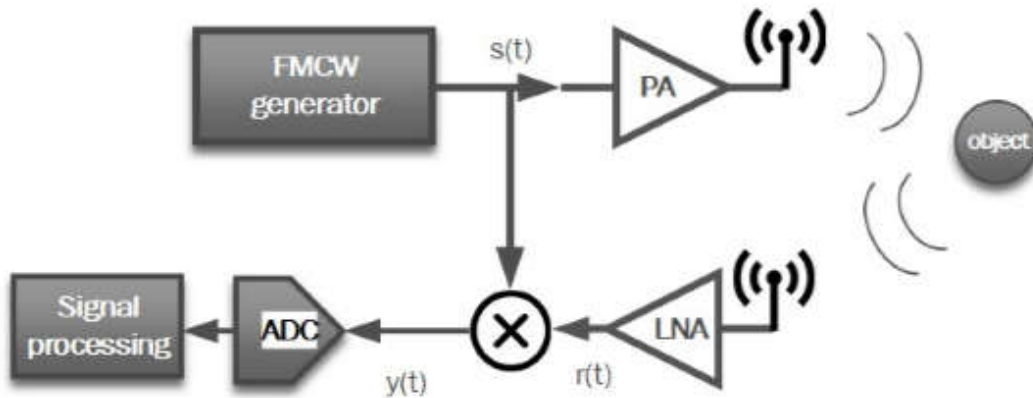 FMCW
generator
s(t)
PA
object
Signal
processing
ADC
y(t)
r(t)
LNA